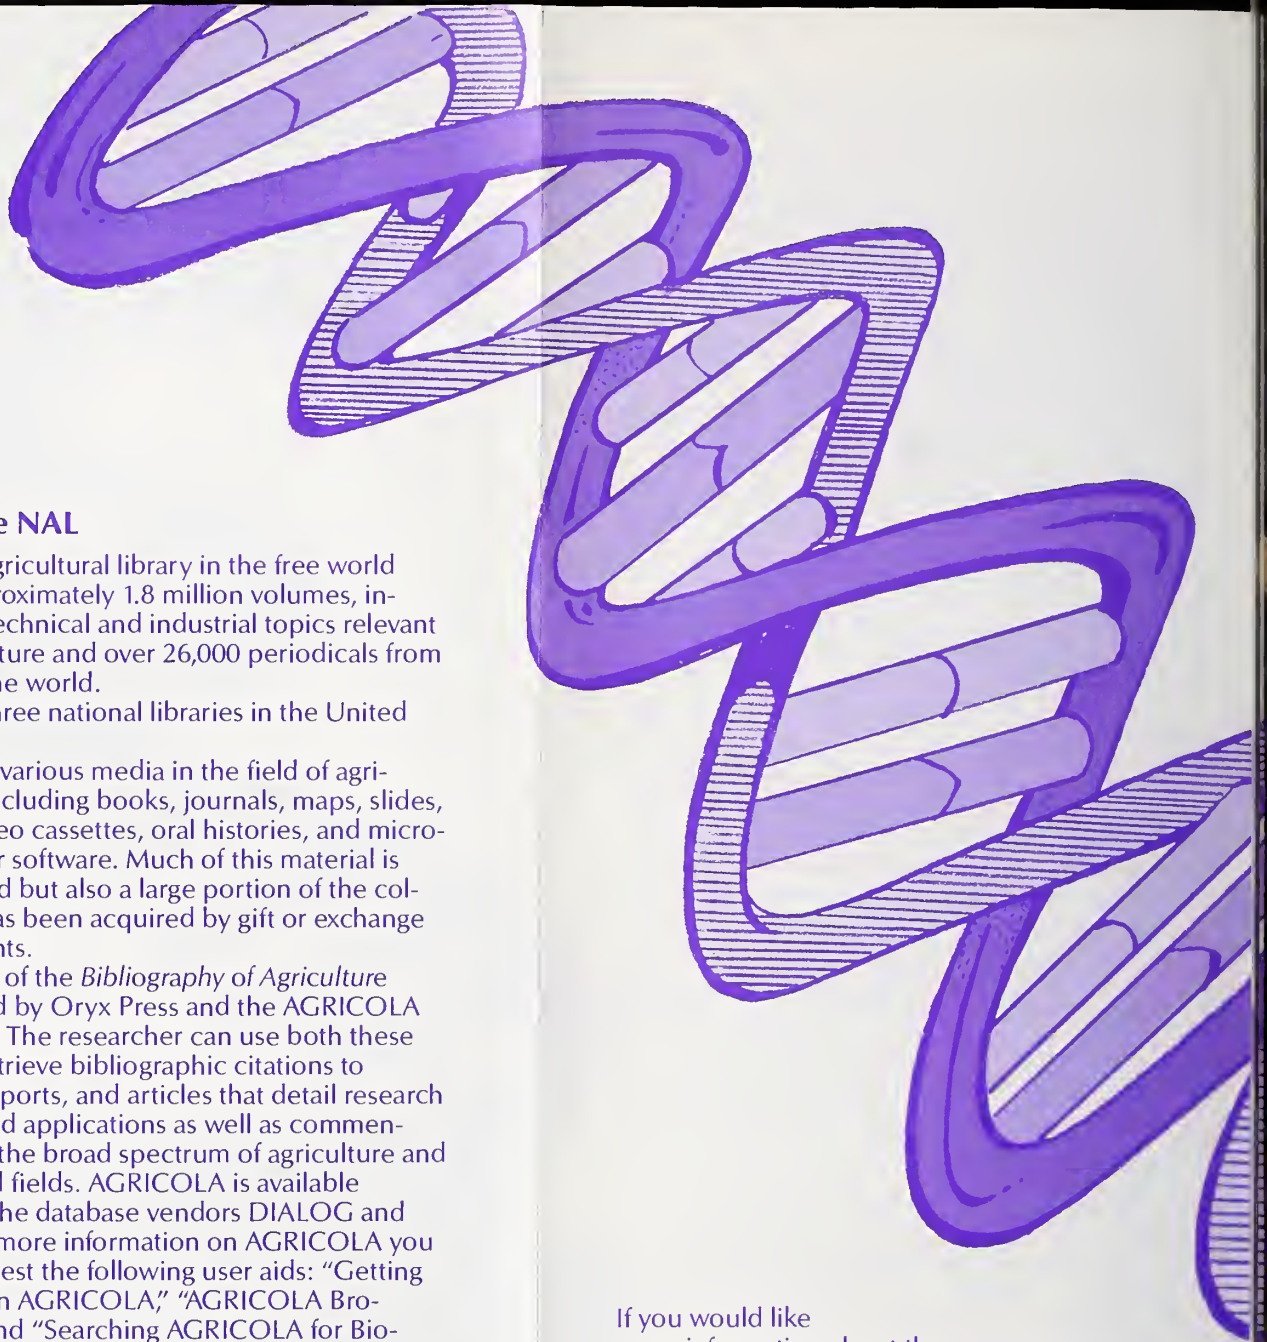 e NAL
gricultural library in the free world
roximately 1.8 million volumes, in-
echnical and industrial topics relevant
ture and over 26,000 periodicals from
ne world.
hree national libraries in the United
various media in the field of agri-
cluding books, journals, maps, slides,
eo cassettes, oral histories, and micro-
r software. Much of this material is
d but also a large portion of the col-
as been acquired by gift or exchange
nts.
of the Bibliography of Agriculture
d by Oryx Press and the AGRICOLA
The researcher can use both these
trieve bibliographic citations to
ports, and articles that detail research
d applications as well as commen-
the broad spectrum of agriculture and
l fields. AGRICOLA is available
he database vendors DIALOG and
more information on AGRICOLA you
est the following user aids: “Getting
n AGRICOLA,” “AGRICOLA Bro-
nd “Searching AGRICOLA for Bio-
If you would like